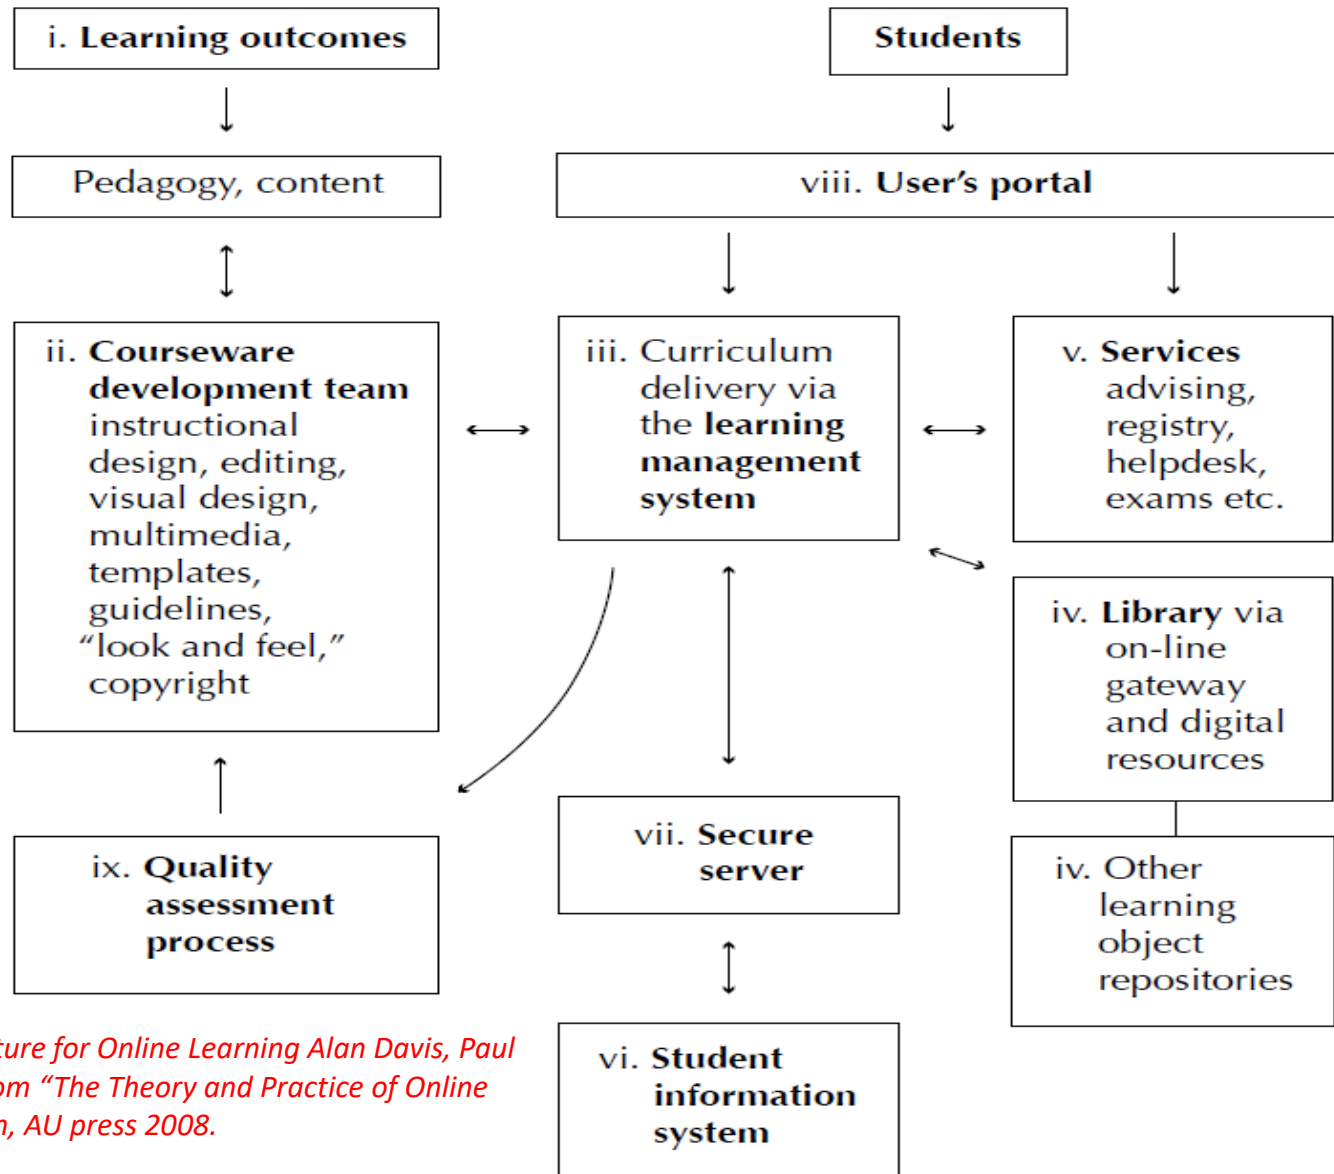 i. Learning outcomes
Students
Pedagogy, content
viii. User's portal
ii. Courseware
development team
instructional
design, editing,
visual design,
multimedia,
templates,
guidelines,
“look and feel,”
copyright
iii. Curriculum
delivery via
the learning
management
system
v. Services
advising,
registry,
helpdesk,
exams etc.
iv. Library via
on-line
gateway
and digital
resources
ix. Quality
assessment
process
vii. Secure
server
iv. Other
learning
object
repositories
vi. Student
information
system
for Online Learning Alan Davis, Paul
“The Theory and Practice of Online
AU press 2008.